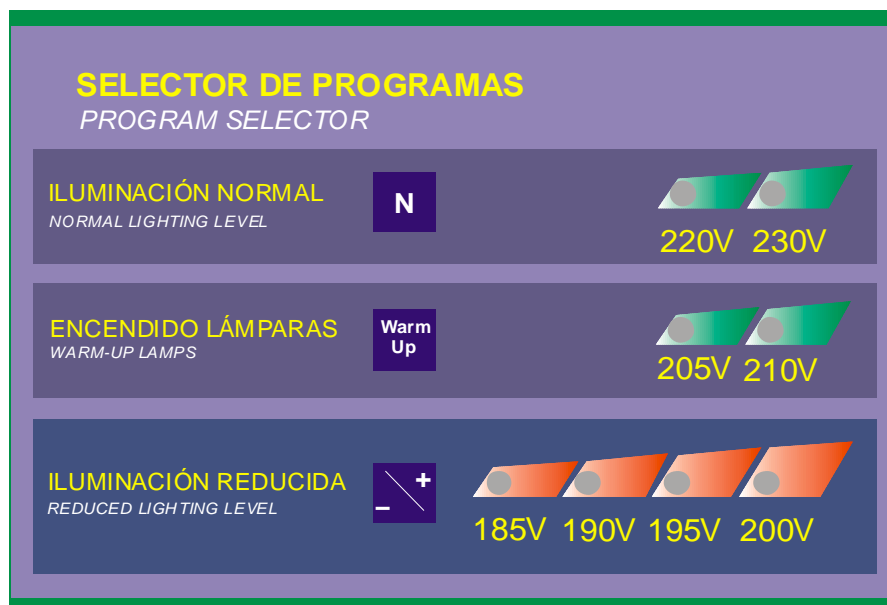 SELECTOR DE PROGRAMAS
PROGRAM SELECTOR
ILUMINACIÓN NORMAL
NORMAL LIGHTING LEVEL
N
220V 230V
ENCENDIDO LÁMPARAS
WARM-UP LAMPS
Warm
Up
205V 210V
ILUMINACIÓN REDUCIDA
REDUCED LIGHTING LEVEL
+
–
185V 190V 195V 200V